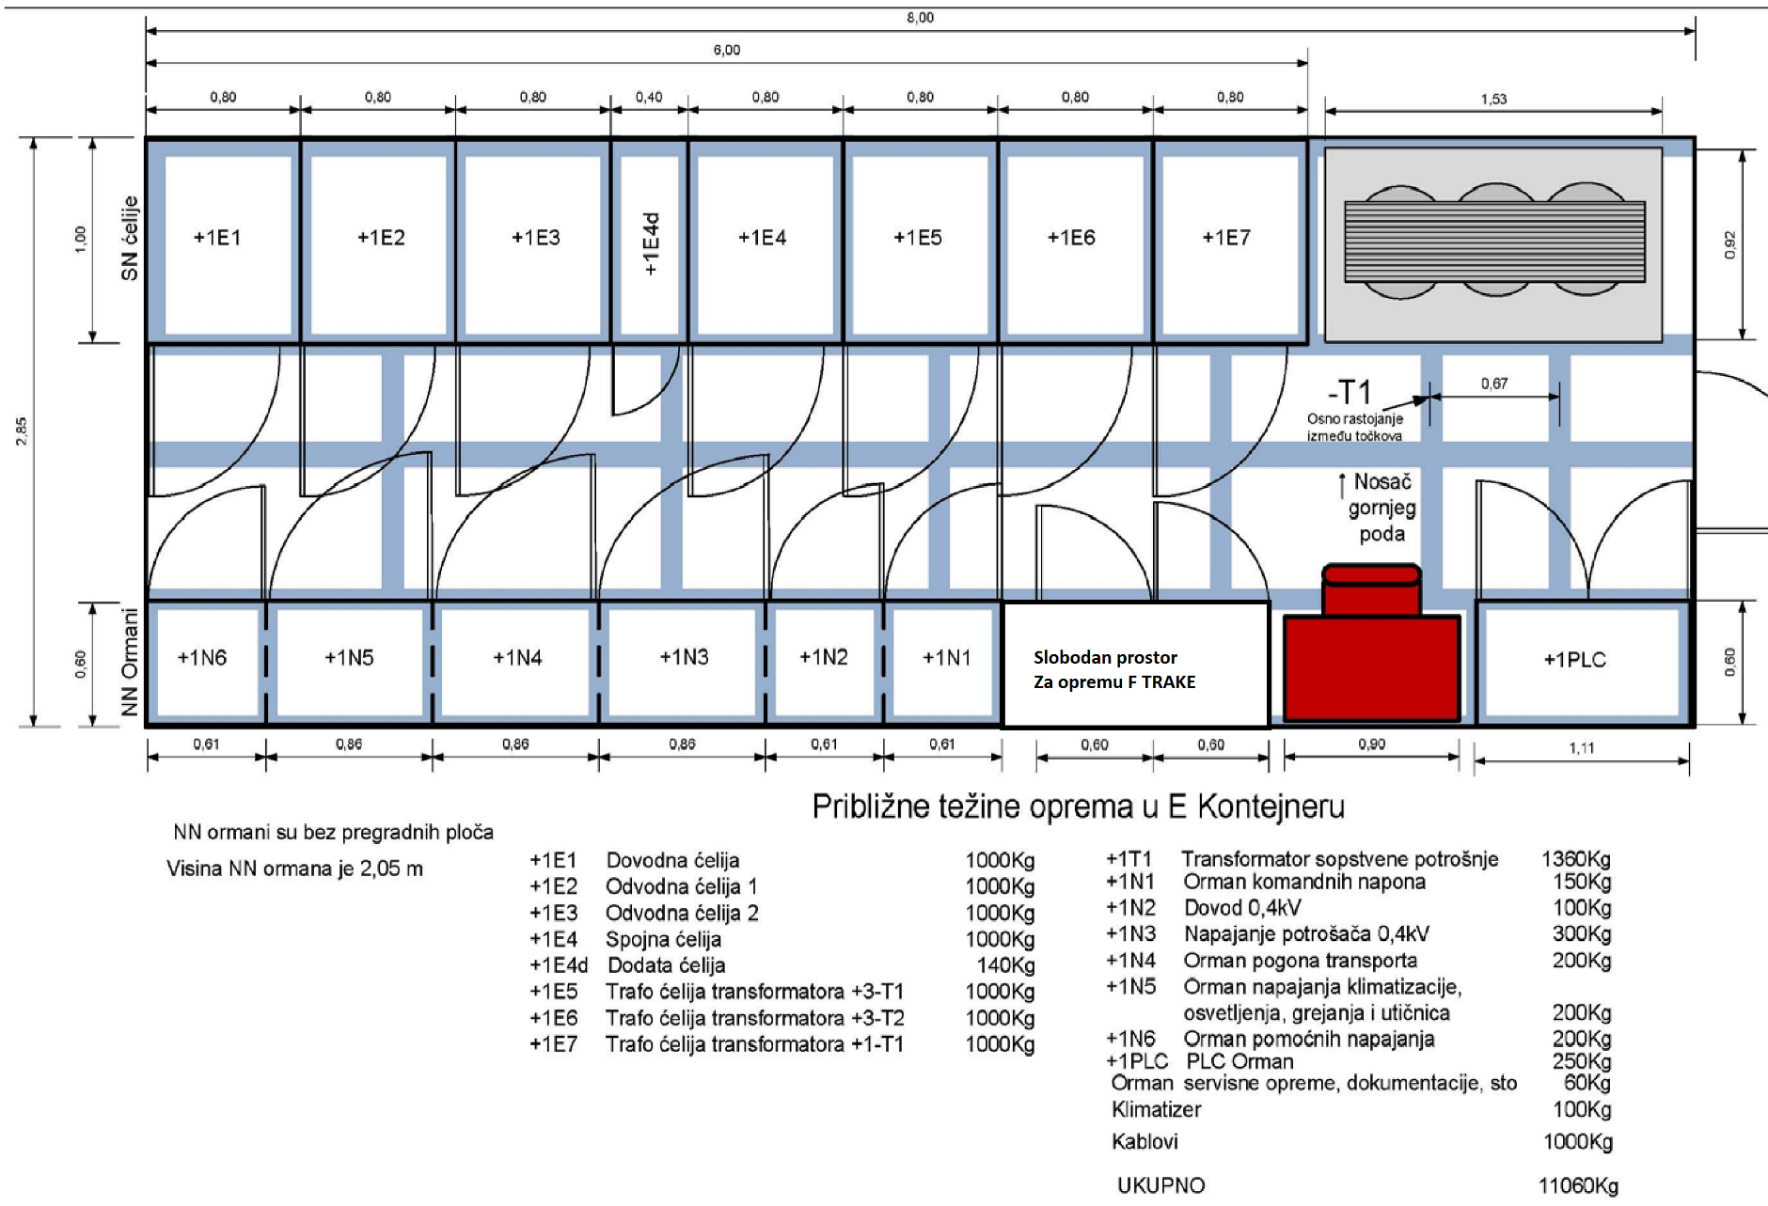 8,00
6,00
0,80
0,80
0,80
0,40
0,80
0,80
0,80
0,80
1,53
2,85
1,00
SN ćelije
+1E1
+1E2
+1E3
+1E4d
+1E4
+1E5
+1E6
+1E7
0,92
-T1
Osno rastojanje
između točkova
0,67
↑ Nosač
gornjeg
poda
0,60
NN Ormani
+1N6
+1N5
+1N4
+1N3
+1N2
+1N1
Slobodan prostor
Za opremu F TRAKE
+1PLC
0,60
0,61
0,86
0,86
0,86
0,61
0,61
0,60
0,60
0,90
1,11
Približne težine oprema u E Kontejneru
NN ormani su bez pregradnih ploča
Visina NN ormana je 2,05 m
+1E1 Dovodna ćelija 1000Kg
+1E2 Odvodna ćelija 1 1000Kg
+1E3 Odvodna ćelija 2 1000Kg
+1E4 Spojna ćelija 1000Kg
+1E4d Dodata ćelija 140Kg
+1E5 Trafo ćelija transformatora +3-T1 1000Kg
+1E6 Trafo ćelija transformatora +3-T2 1000Kg
+1E7 Trafo ćelija transformatora +1-T1 1000Kg
+1T1 Transformator sopstvene potrošnje 1360Kg
+1N1 Orman komandnih napona 150Kg
+1N2 Dovod 0,4kV 100Kg
+1N3 Napajanje potrošača 0,4kV 300Kg
+1N4 Orman pogona transporta 200Kg
+1N5 Orman napajanja klimatizacije,
osvetljenja, grejanja i utičnica 200Kg
+1N6 Orman pomoćnih napajanja 200Kg
+1PLC PLC Orman 250Kg
Orman servisne opreme, dokumentacije, sto 60Kg
Klimatizer 100Kg
Kablovi 1000Kg
UKUPNO 11060Kg